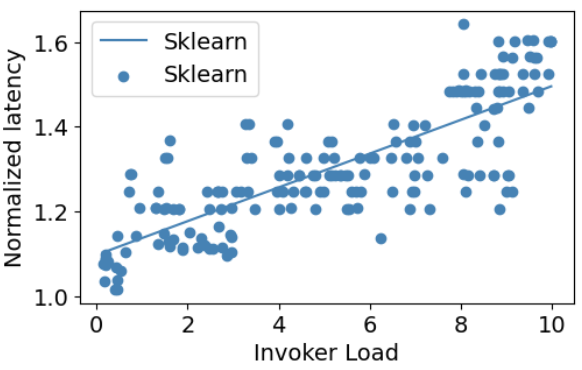 Sklearn
Sklearn
1.6
1.4
1.2
1.0
Normalized latency
0 2 4 6 8 10
Invoker Load